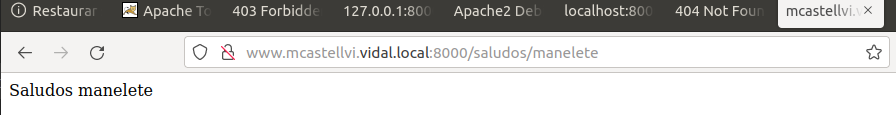 Restaurar Apache To 403 Forbidde 127.0.0.1:800 Apache2 Deb localhost:800 404 Not Foun mcastellvi.v
www.mcastellvi.vidal.local:8000/saludos/manelete
Saludos manelete